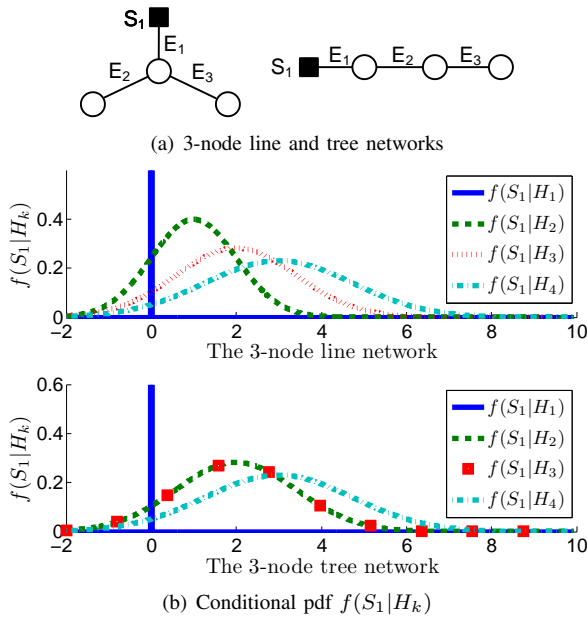 S₁
E₁
E₂ E₃
S₁ E₁ E₂ E₃
(a) 3-node line and tree networks
f(S₁|Hₖ)
0.4
0.2
0
−2 0 2 4 6 8 10
f(S₁|H₁)
f(S₁|H₂)
f(S₁|H₃)
f(S₁|H₄)
The 3-node line network
f(S₁|Hₖ)
0.6
0.4
0.2
0
−2 0 2 4 6 8 10
f(S₁|H₁)
f(S₁|H₂)
f(S₁|H₃)
f(S₁|H₄)
The 3-node tree network
(b) Conditional pdf f(S₁|Hₖ)